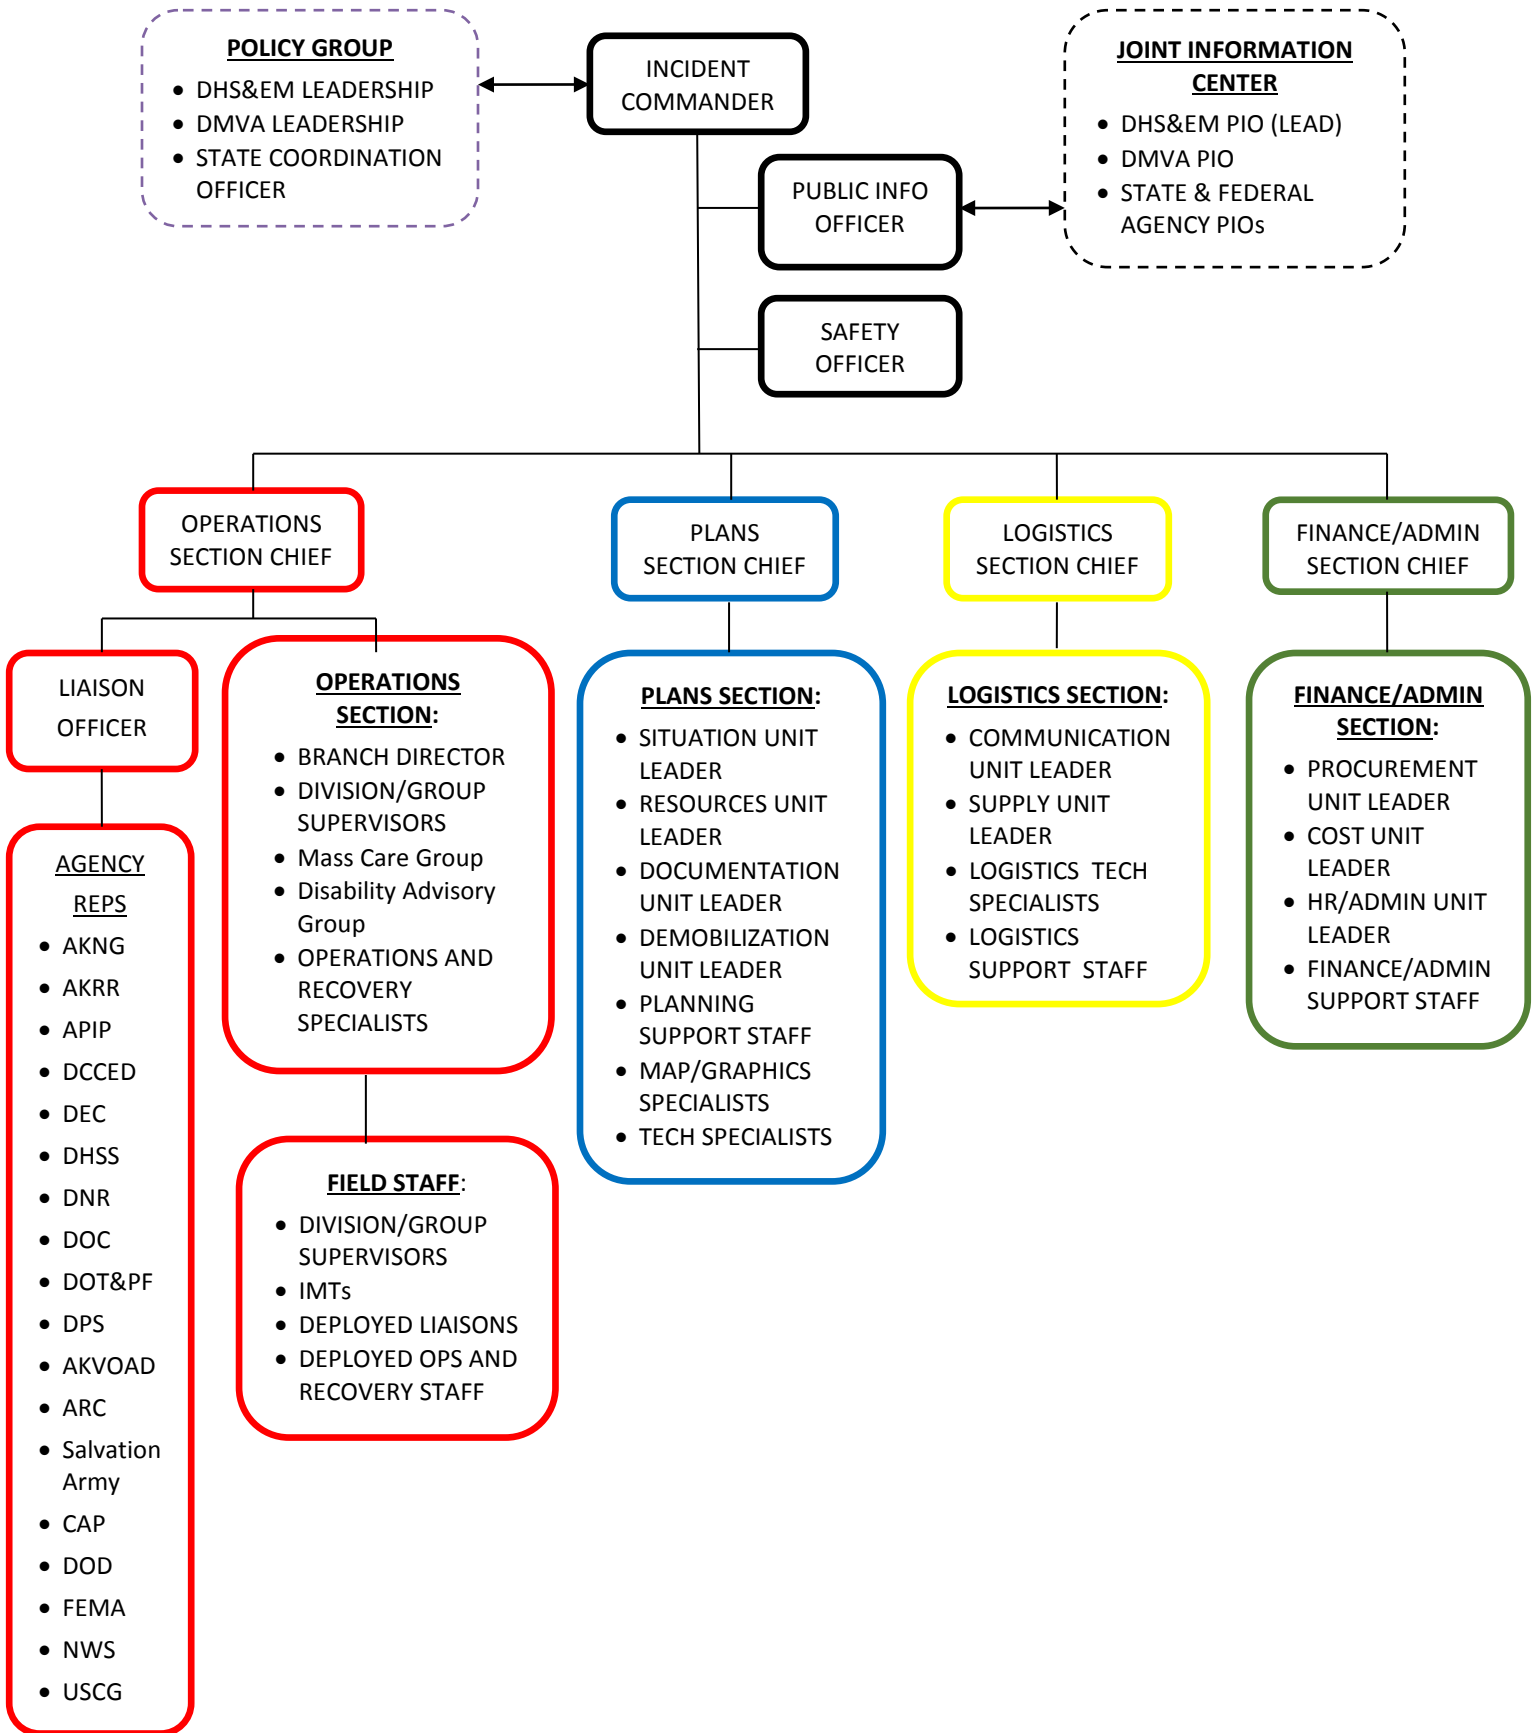 POLICY GROUP
• DHS&EM LEADERSHIP
• DMVA LEADERSHIP
• STATE COORDINATION
OFFICER
INCIDENT
COMMANDER
JOINT INFORMATION
CENTER
• DHS&EM PIO (LEAD)
• DMVA PIO
• STATE & FEDERAL
AGENCY PIOs
PUBLIC INFO
OFFICER
SAFETY
OFFICER
OPERATIONS
SECTION CHIEF
PLANS
SECTION CHIEF
LOGISTICS
SECTION CHIEF
FINANCE/ADMIN
SECTION CHIEF
LIAISON
OFFICER
AGENCY
REPS
• AKNG
• AKRR
• APIP
• DCCED
• DEC
• DHSS
• DNR
• DOC
• DOT&PF
• DPS
• AKVOAD
• ARC
• Salvation
Army
• CAP
• DOD
• FEMA
• NWS
• USCG
OPERATIONS
SECTION:
• BRANCH DIRECTOR
• DIVISION/GROUP
SUPERVISORS
• Mass Care Group
• Disability Advisory
Group
• OPERATIONS AND
RECOVERY
SPECIALISTS
FIELD STAFF:
• DIVISION/GROUP
SUPERVISORS
• IMTs
• DEPLOYED LIAISONS
• DEPLOYED OPS AND
RECOVERY STAFF
PLANS SECTION:
• SITUATION UNIT
LEADER
• RESOURCES UNIT
LEADER
• DOCUMENTATION
UNIT LEADER
• DEMOBILIZATION
UNIT LEADER
• PLANNING
SUPPORT STAFF
• MAP/GRAPHICS
SPECIALISTS
• TECH SPECIALISTS
LOGISTICS SECTION:
• COMMUNICATION
UNIT LEADER
• SUPPLY UNIT
LEADER
• LOGISTICS TECH
SPECIALISTS
• LOGISTICS
SUPPORT STAFF
FINANCE/ADMIN
SECTION:
• PROCUREMENT
UNIT LEADER
• COST UNIT
LEADER
• HR/ADMIN UNIT
LEADER
• FINANCE/ADMIN
SUPPORT STAFF